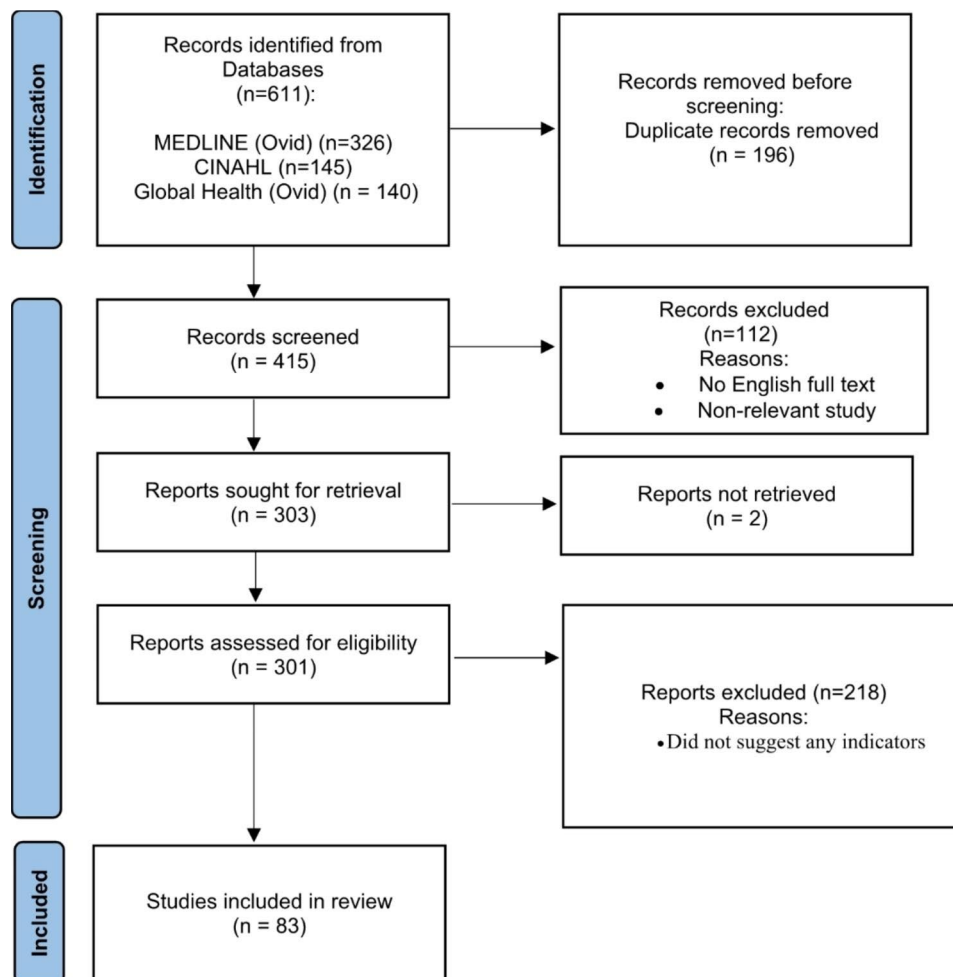 Identification
Records identified from
Databases
(n=611):
MEDLINE (Ovid) (n=326)
CINAHL (n=145)
Global Health (Ovid) (n = 140)
Records removed before
screening:
Duplicate records removed
(n = 196)
Screening
Records screened
(n = 415)
Records excluded
(n=112)
Reasons:
• No English full text
• Non-relevant study
Reports sought for retrieval
(n = 303)
Reports not retrieved
(n = 2)
Reports assessed for eligibility
(n = 301)
Reports excluded (n=218)
Reasons:
•Did not suggest any indicators
Included
Studies included in review
(n = 83)